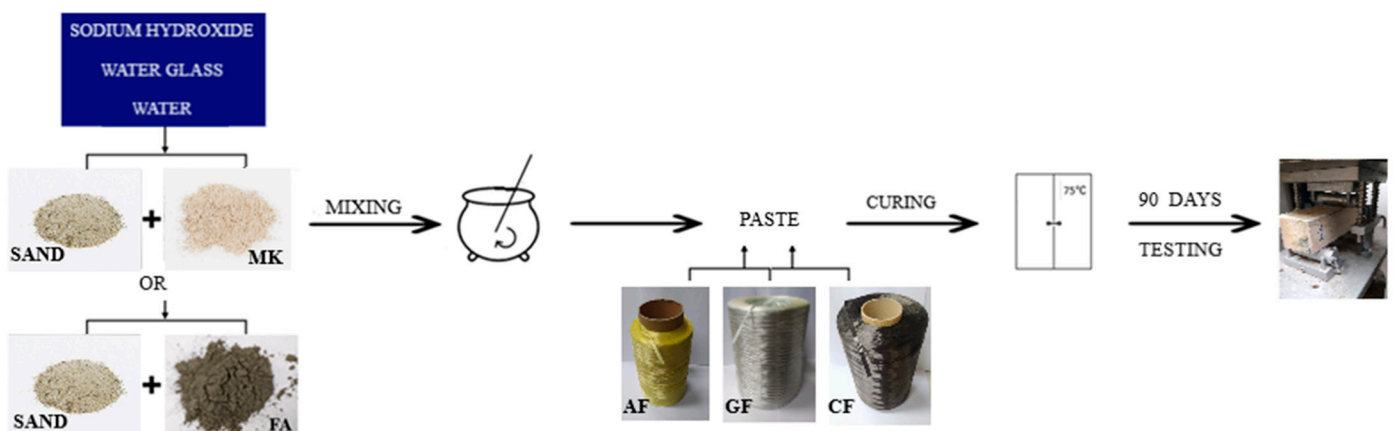 SODIUM HYDROXIDE
WATER GLASS
WATER
SAND
+
MK
OR
SAND
+
FA
MIXING
PASTE
AF
GF
CF
CURING
75℃
90 DAYS
TESTING